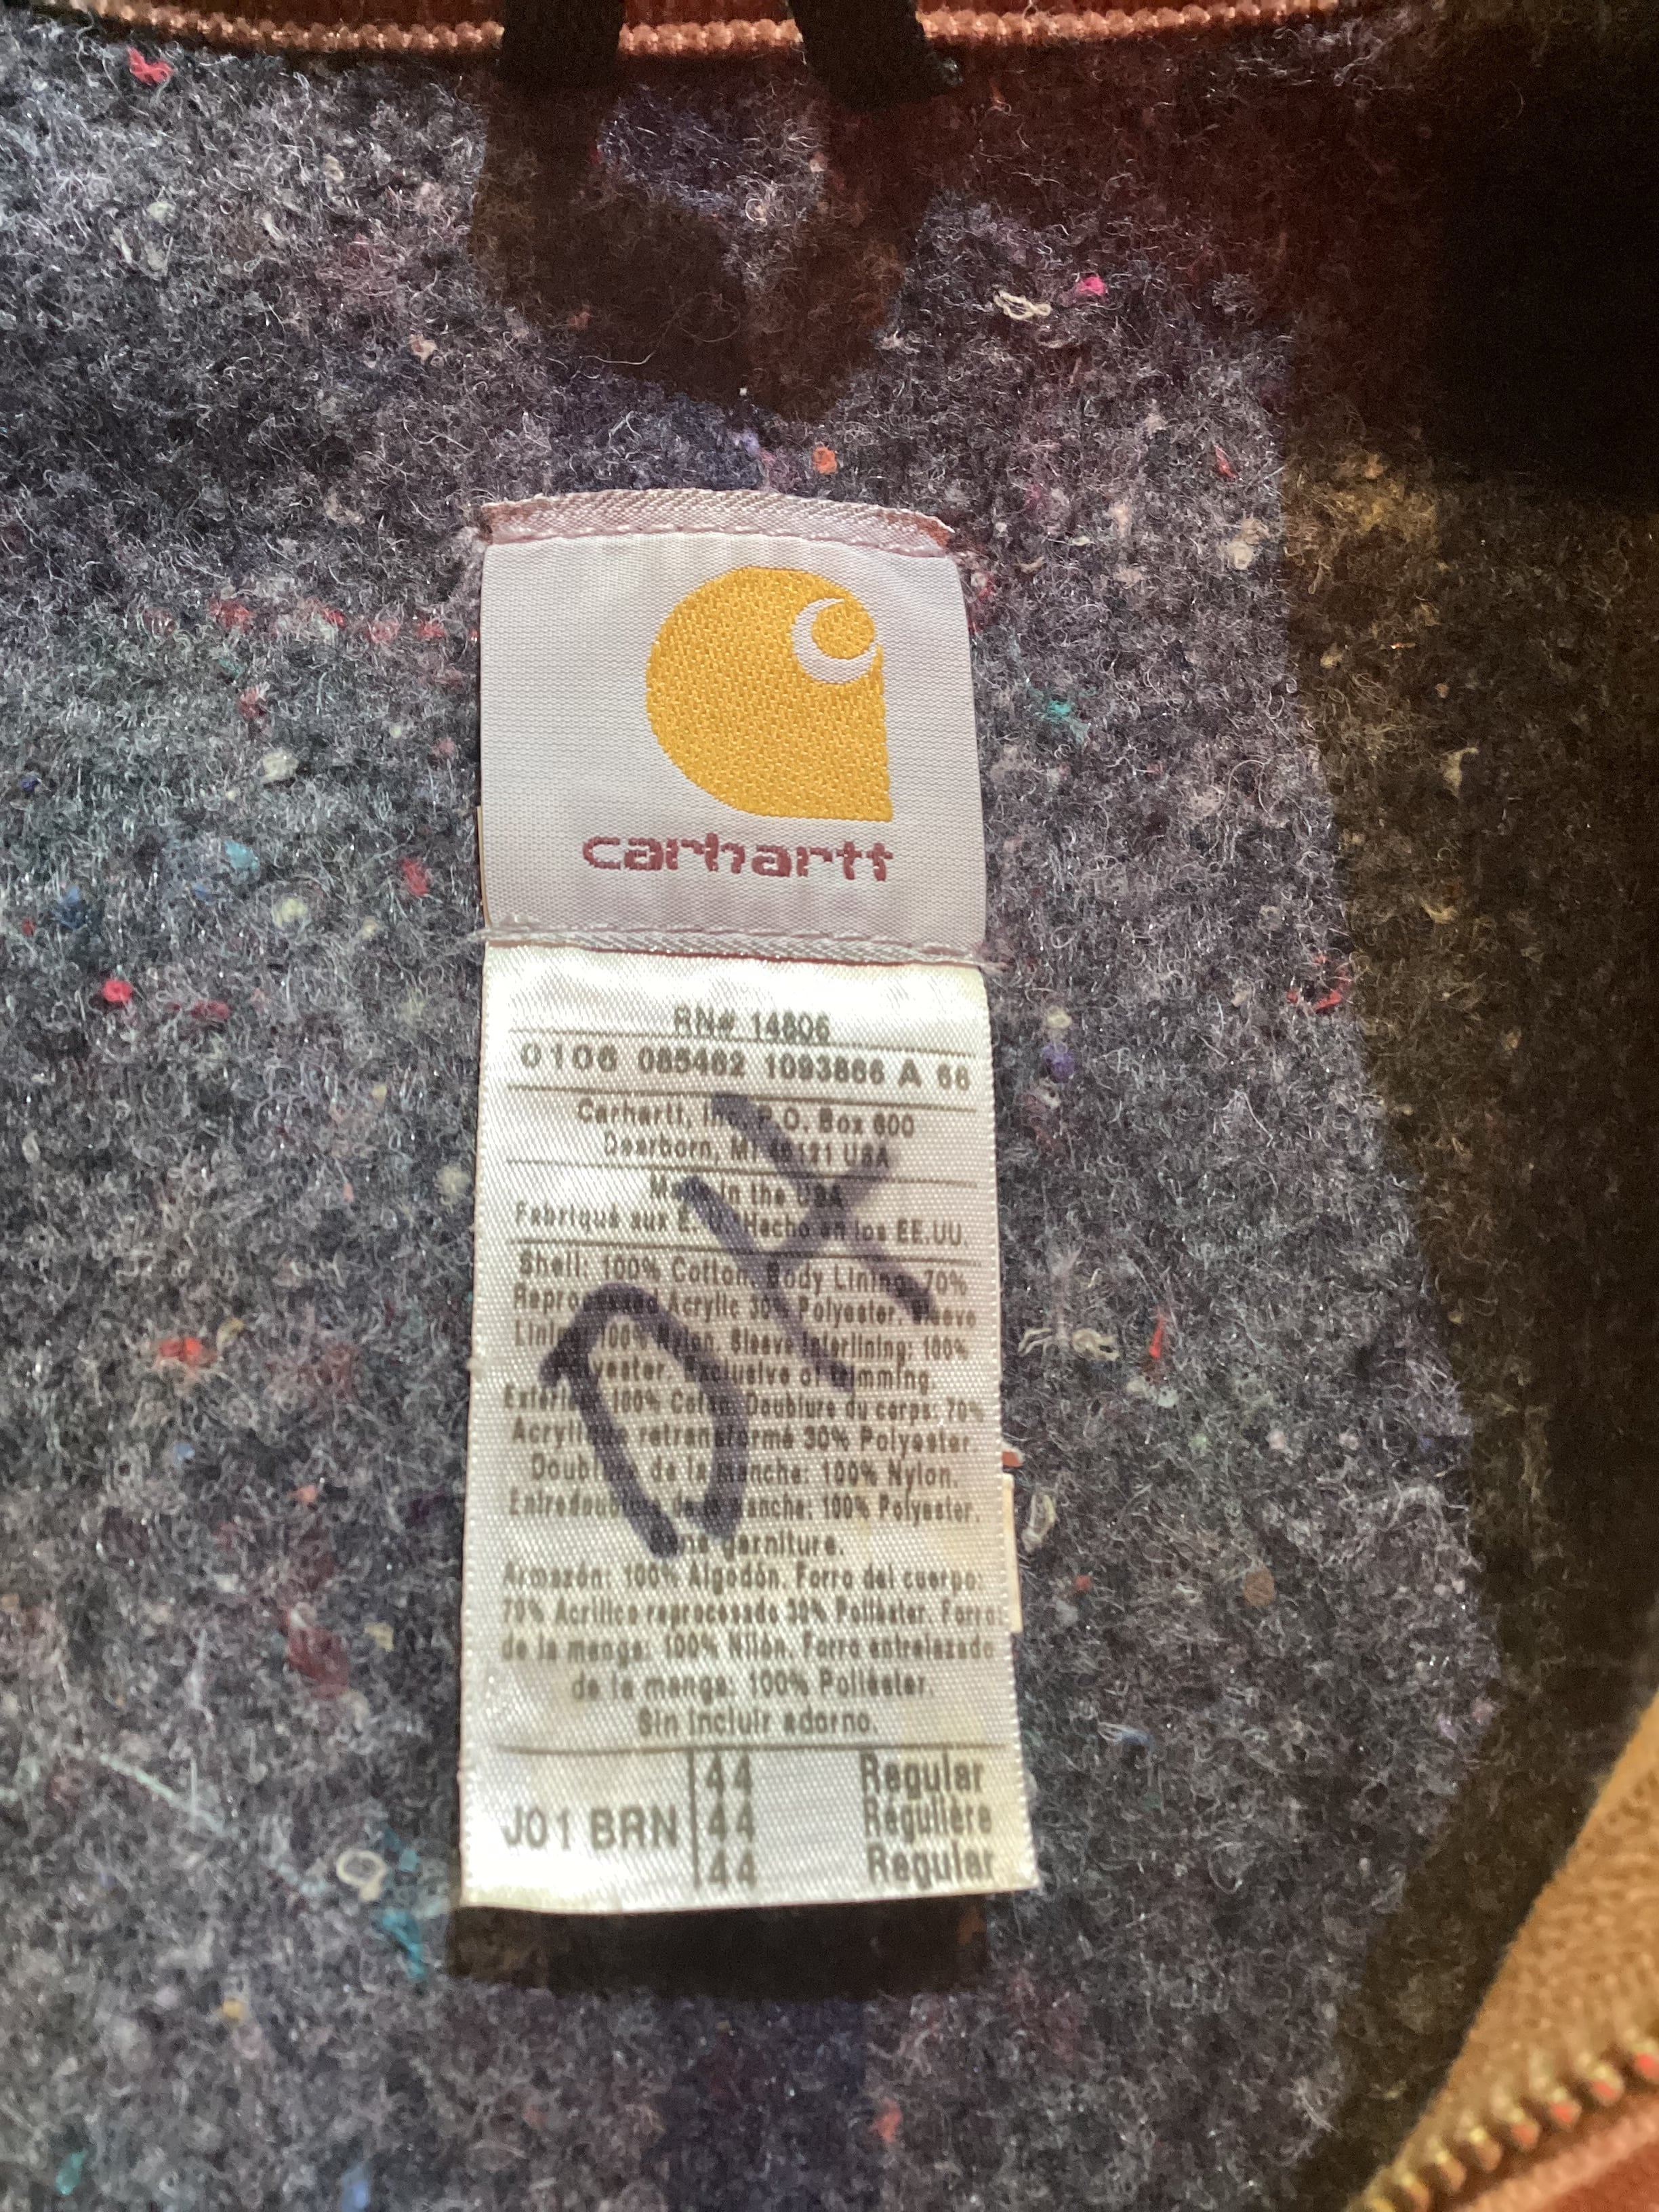 carhartt
RN# 14806
0106 085462 1093866 A 66
Carhartt, Inc. P.O. Box 600
Dearborn, MI 48121 USA
Made in the USA
Fabriqué aux E.U. Hecho en los EE.UU.
Shell: 100% Cotton. Body Lining: 70%
Reprocessed Acrylic 30% Polyester. Sleeve
Lining: 100% Nylon. Sleeve Interlining: 100%
Polyester. Exclusive of trimming
Extérieur 100% Coton. Doublure du corps: 70%
Acrylique retransformé 30% Polyester.
Doublure de la manche: 100% Nylon.
Entredoublure de la manche: 100% Polyester.
Sans garniture.
Armazón: 100% Algodón. Forro del cuerpo:
70% Acrílico reprocesado 30% Poliéster. Forro
de la manga: 100% Nilón. Forro entrelazado
de la manga: 100% Poliéster.
Sin incluir adorno.
J01 BRN 44 Regular
44 Régulière
44 Regular